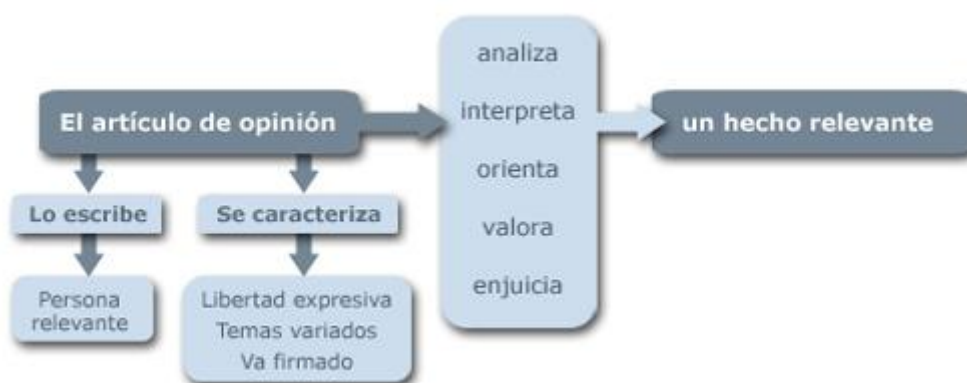 El artículo de opinión
analiza
interpreta
orienta
valora
enjuicia
un hecho relevante
Lo escribe
Persona
relevante
Se caracteriza
Libertad expresiva
Temas variados
Va firmado